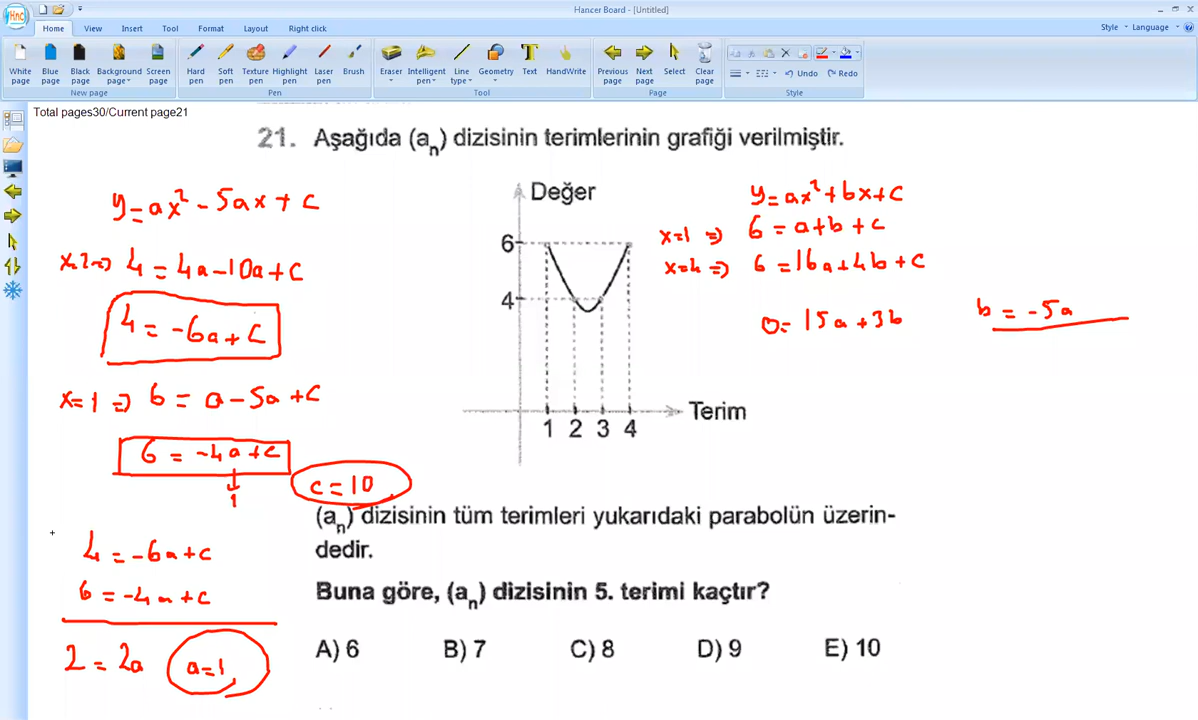 Hancer Board - [Untitled]
Home View Insert Tool Format Layout Right click
Style Language
White page Blue page Black page Background page Screen page
New page
Hard pen Soft pen Texture pen Highlight pen Laser pen Brush
Pen
Eraser Intelligent pen Line type Geometry Text HandWrite
Tool
Previous page Next page Select Clear page
Page
Undo Redo
Style
Total pages30/Current page21
21. Aşağıda (aₙ) dizisinin terimlerinin grafiği verilmiştir.
Değer
6
4
1 2 3 4
Terim
y = ax² - 5ax + c
x=2 ⇒ 4 = 4a - 10a + c
4 = -6a + c
x=1 ⇒ 6 = a - 5a + c
6 = -4a + c
1
c = 10
4 = -6a + c
6 = -4a + c
2 = 2a
a = 1
y = ax² + bx + c
x=1 ⇒ 6 = a + b + c
x=4 ⇒ 6 = 16a + 4b + c
0 = 15a + 3b
b = -5a
(aₙ) dizisinin tüm terimleri yukarıdaki parabolün üzerin-
dedir.
Buna göre, (aₙ) dizisinin 5. terimi kaçtır?
A) 6 B) 7 C) 8 D) 9 E) 10